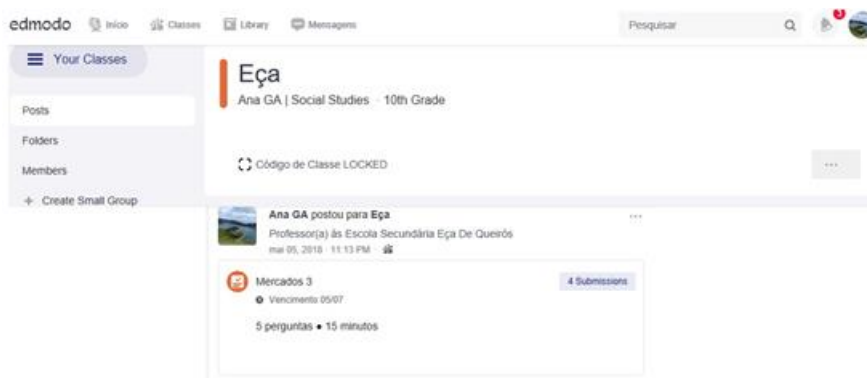 edmodo Início Classes Library Mensagens Pesquisar 3
Your Classes
Posts
Folders
Members
+ Create Small Group
Eça
Ana GA | Social Studies · 10th Grade
Código de Classe LOCKED
...
Ana GA postou para Eça
...
Professor(a) às Escola Secundária Eça De Queirós
mai 05, 2018 · 11:13 PM ·
Mercados 3
4 Submissions
Vencimento 05/07
5 perguntas • 15 minutos